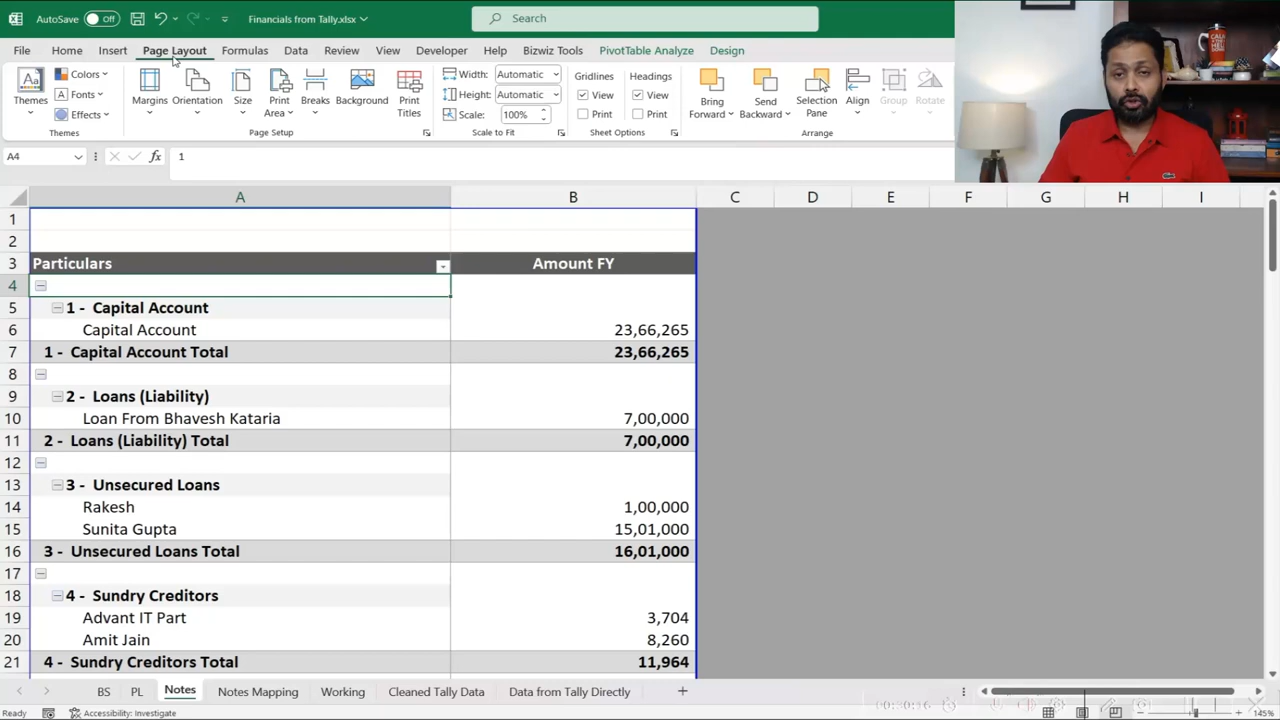 AutoSave Off Financials from Tally.xlsx Search
File Home Insert Page Layout Formulas Data Review View Developer Help Bizwiz Tools PivotTable Analyze Design
Themes Colors Fonts Effects
Margins Orientation Size Print Area Breaks Background Print Titles
Width: Automatic
Height: Automatic
Scale: 100%
Gridlines View Print
Headings View Print
Bring Forward Send Backward Selection Pane Align Group Rotate
Themes Page Setup Scale to Fit Sheet Options Arrange
A4 fx 1
A B C D E F G H I
1
2
3 Particulars Amount FY
4
5 1 - Capital Account
6 Capital Account 23,66,265
7 1 - Capital Account Total 23,66,265
8
9 2 - Loans (Liability)
10 Loan From Bhavesh Kataria 7,00,000
11 2 - Loans (Liability) Total 7,00,000
12
13 3 - Unsecured Loans
14 Rakesh 1,00,000
15 Sunita Gupta 15,01,000
16 3 - Unsecured Loans Total 16,01,000
17
18 4 - Sundry Creditors
19 Advant IT Part 3,704
20 Amit Jain 8,260
21 4 - Sundry Creditors Total 11,964
BS PL Notes Notes Mapping Working Cleaned Tally Data Data from Tally Directly
Ready Accessibility: Investigate 00:30:16 145%